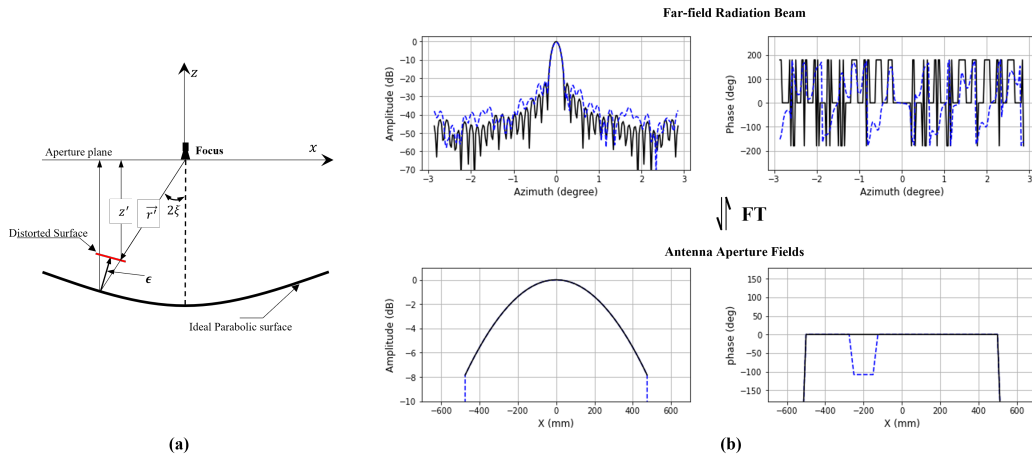 z
Aperture plane
Focus
x
z′
r′
2ξ
Distorted Surface
ϵ
Ideal Parabolic surface
(a)
Far-field Radiation Beam
0
−10
−20
−30
−40
−50
−60
−70
Amplitude (dB)
−3 −2 −1 0 1 2 3
Azimuth (degree)
200
100
0
−100
−200
Phase (deg)
−3 −2 −1 0 1 2 3
Azimuth (degree)
FT
Antenna Aperture Fields
0
−2
−4
−6
−8
−10
Amplitude (dB)
−600 −400 −200 0 200 400 600
X (mm)
150
100
50
0
−50
−100
−150
phase (deg)
−600 −400 −200 0 200 400 600
X (mm)
(b)